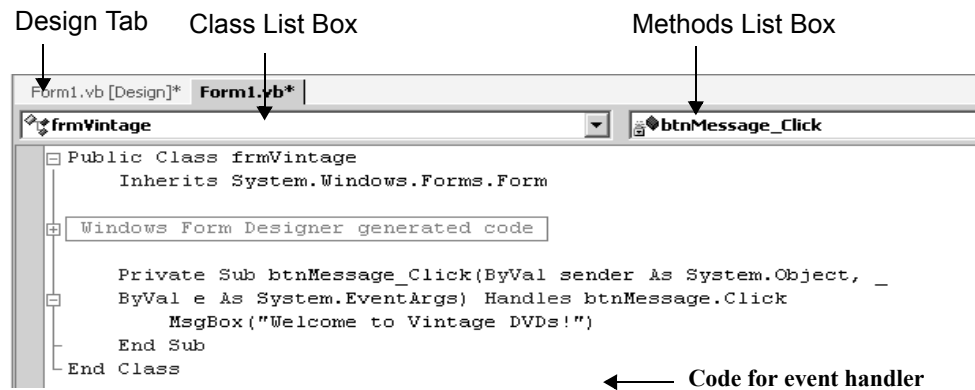 Design Tab
Class List Box
Methods List Box
Form1.vb [Design]* Form1.vb*
frmVintage
btnMessage_Click
Public Class frmVintage
Inherits System.Windows.Forms.Form
Windows Form Designer generated code
Private Sub btnMessage_Click(ByVal sender As System.Object, _
ByVal e As System.EventArgs) Handles btnMessage.Click
MsgBox("Welcome to Vintage DVDs!")
End Sub
End Class
Code for event handler